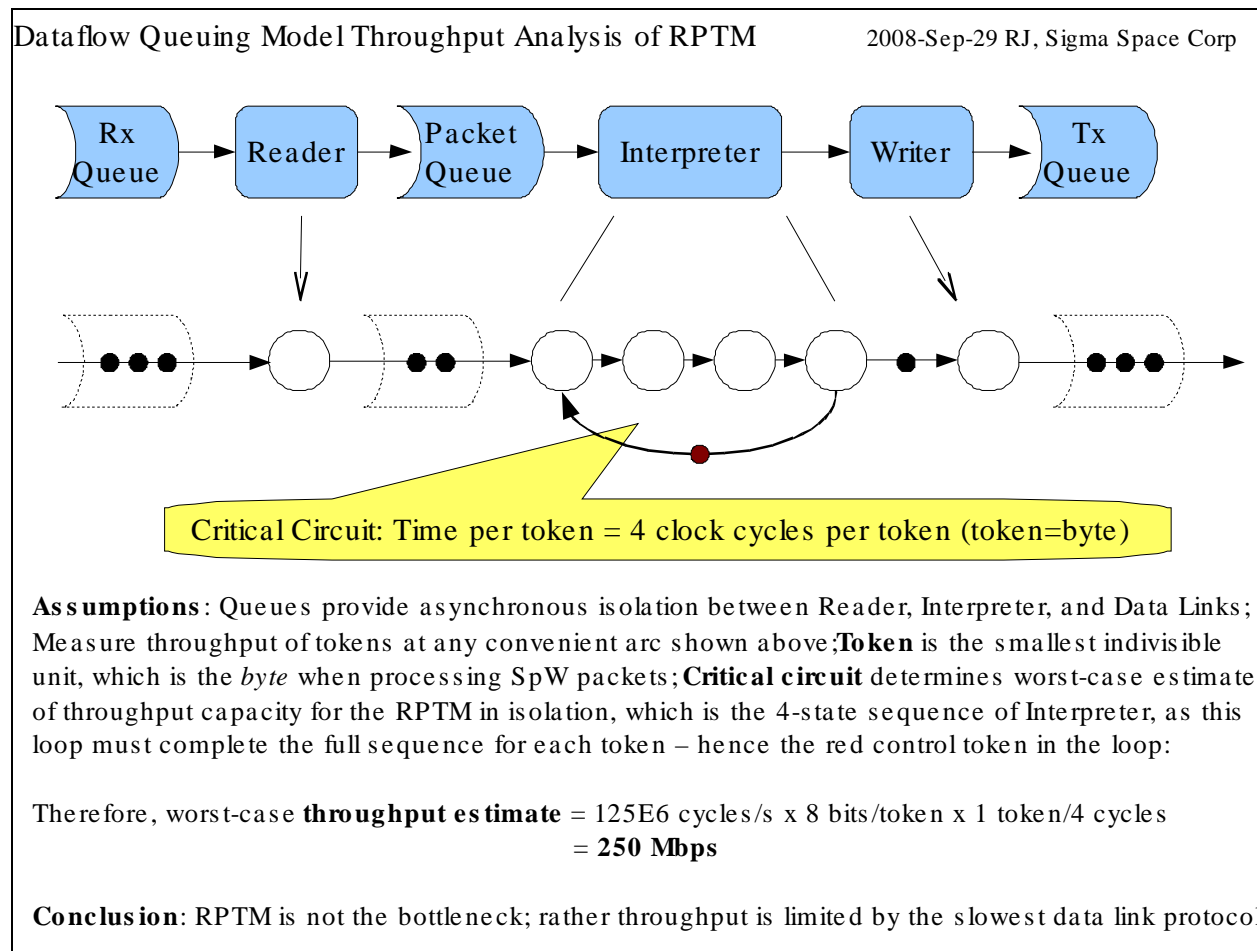 Dataflow Queuing Model Throughput Analysis of RPTM
2008-Sep-29 RJ, Sigma Space Corp
Rx
Queue
Reader
Packet
Queue
Interpreter
Writer
Tx
Queue
Critical Circuit: Time per token = 4 clock cycles per token (token=byte)
Assumptions: Queues provide asynchronous isolation between Reader, Interpreter, and Data Links;
Measure throughput of tokens at any convenient arc shown above;Token is the smallest indivisible
unit, which is the byte when processing SpW packets; Critical circuit determines worst-case estimate
of throughput capacity for the RPTM in isolation, which is the 4-state sequence of Interpreter, as this
loop must complete the full sequence for each token – hence the red control token in the loop:
Therefore, worst-case throughput estimate = 125E6 cycles/s x 8 bits/token x 1 token/4 cycles
= 250 Mbps
Conclusion: RPTM is not the bottleneck; rather throughput is limited by the slowest data link protocol